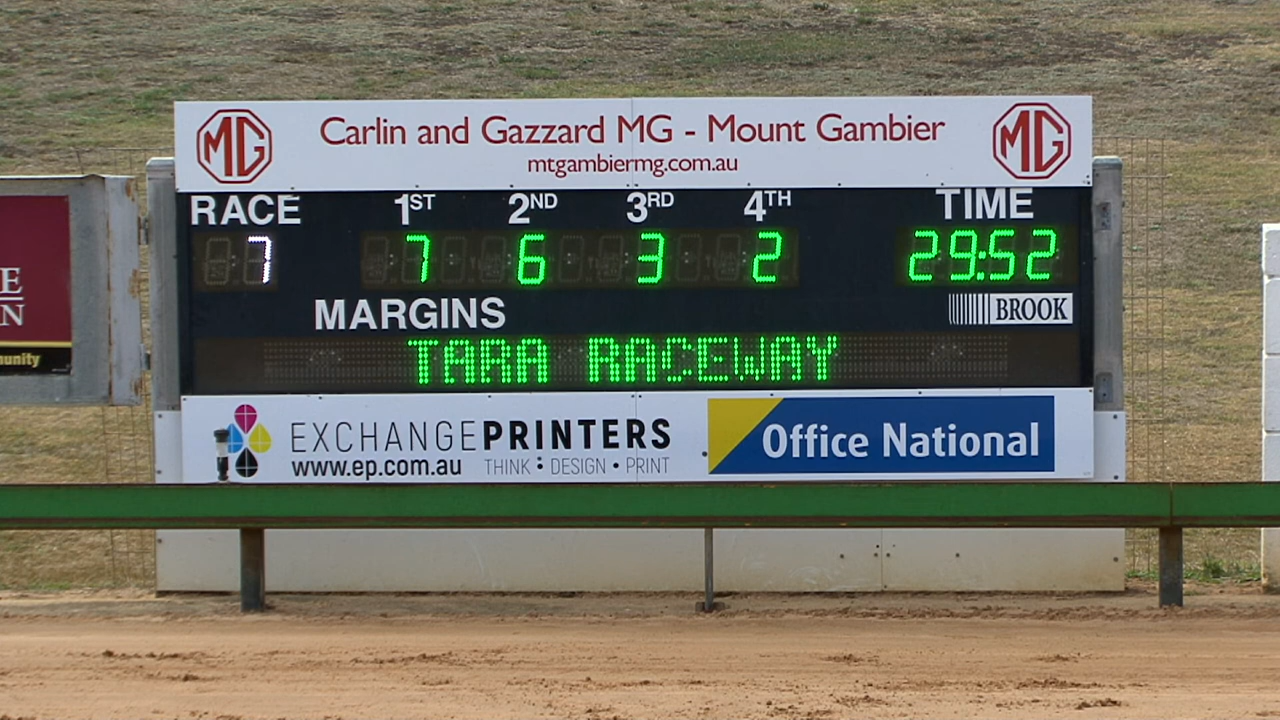 MG Carlin and Gazzard MG - Mount Gambier MG
mtgambiermg.com.au
RACE 1ST 2ND 3RD 4TH TIME
7 7 6 3 2 29:52
MARGINS BROOK
TARA RACEWAY
EXCHANGEPRINTERS
www.ep.com.au THINK : DESIGN • PRINT
Office National
E
N
unity